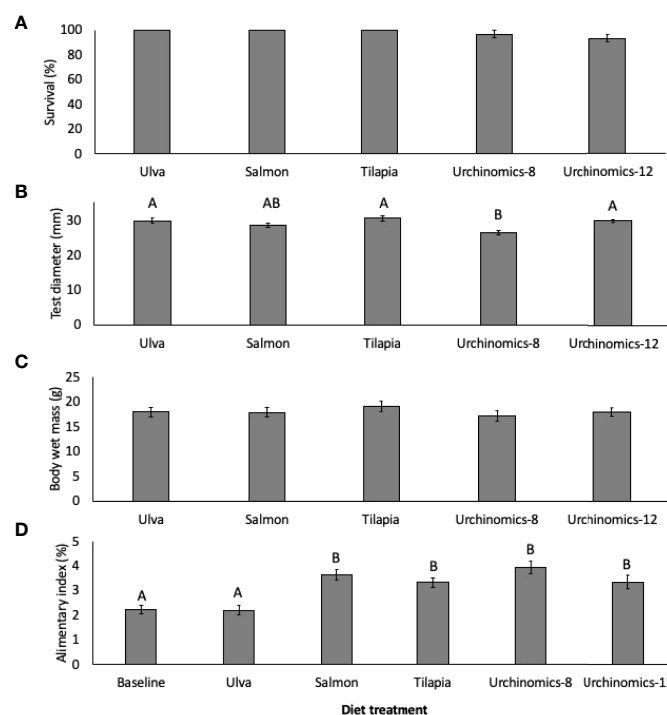 A
Survival (%)
100
80
60
40
20
0
Ulva
Salmon
Tilapia
Urchinomics-8
Urchinomics-12
B
Test diameter (mm)
30
20
10
0
A
AB
A
B
A
Ulva
Salmon
Tilapia
Urchinomics-8
Urchinomics-12
C
Body wet mass (g)
25
20
15
10
5
0
Ulva
Salmon
Tilapia
Urchinomics-8
Urchinomics-12
D
Alimentary index (%)
5
4
3
2
1
0
A
A
B
B
B
B
Baseline
Ulva
Salmon
Tilapia
Urchinomics-8
Urchinomics-1
Diet treatment